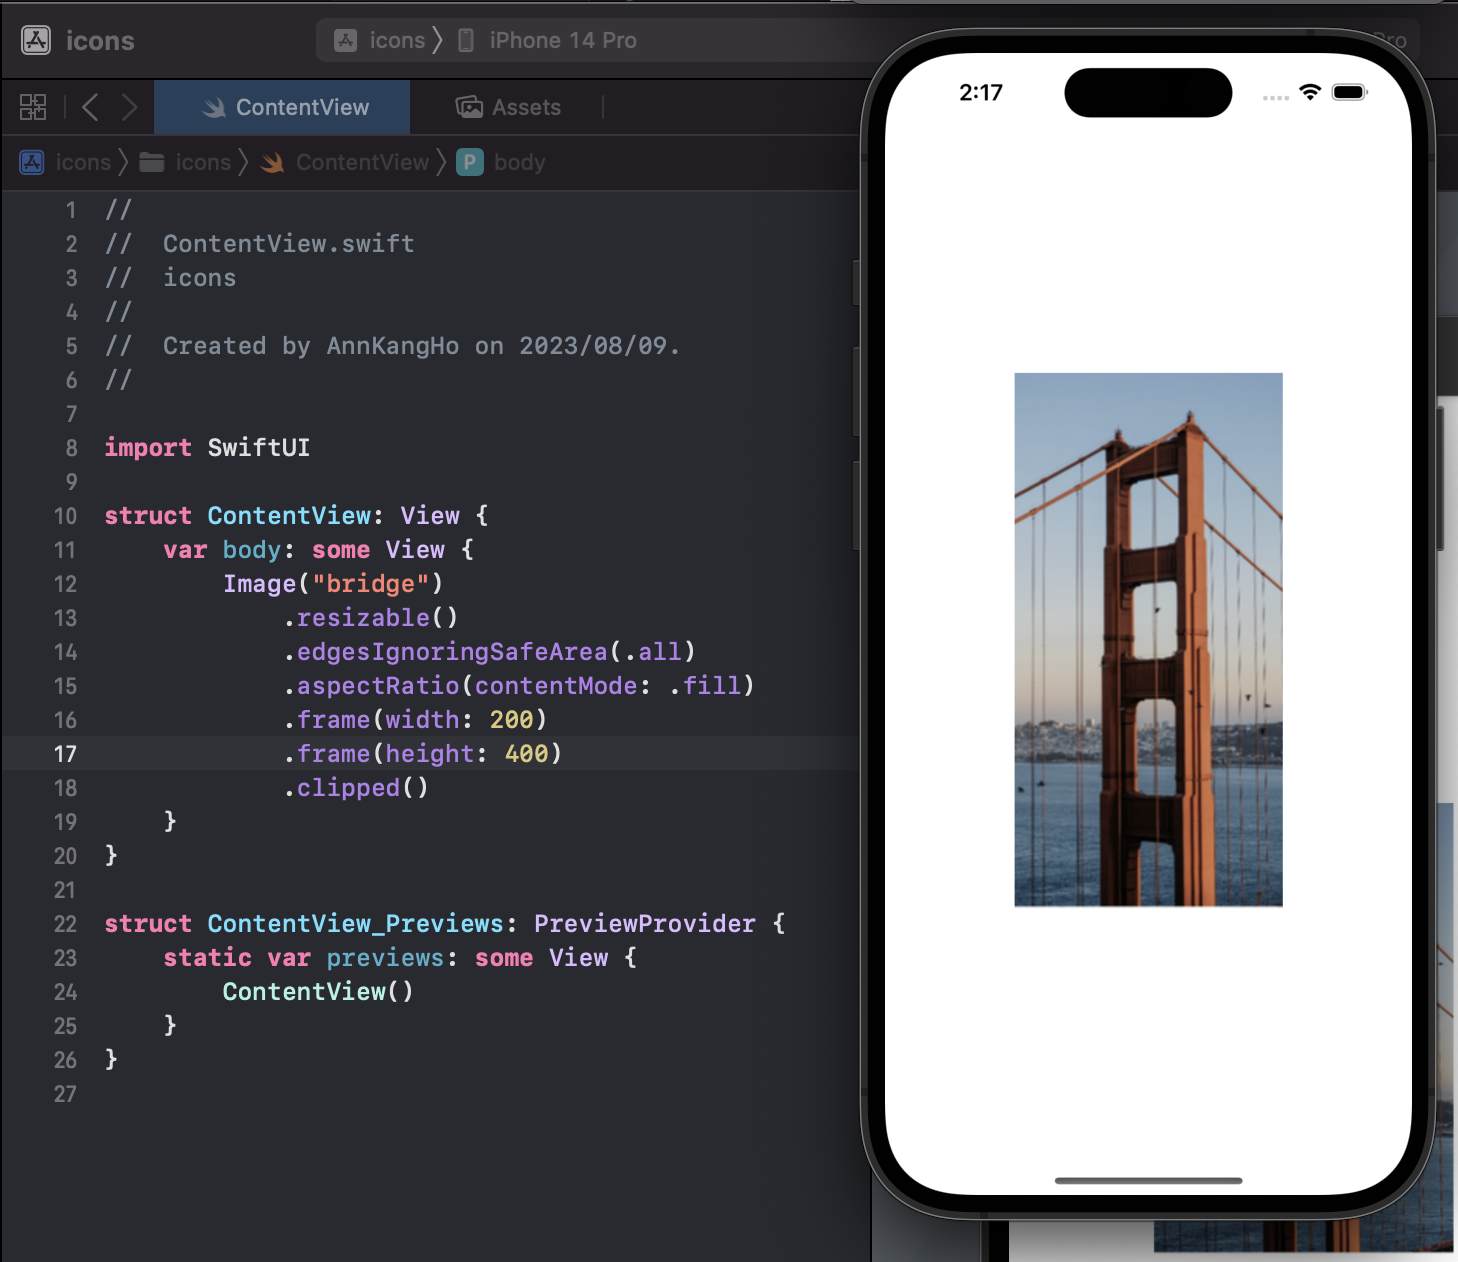 icons
icons 〉 iPhone 14 Pro
Pro
ContentView
Assets
icons 〉 icons 〉 ContentView 〉 P body
1 //
2 //  ContentView.swift
3 //  icons
4 //
5 //  Created by AnnKangHo on 2023/08/09.
6 //
7
8 import SwiftUI
9
10 struct ContentView: View {
11     var body: some View {
12         Image("bridge")
13             .resizable()
14             .edgesIgnoringSafeArea(.all)
15             .aspectRatio(contentMode: .fill)
16             .frame(width: 200)
17             .frame(height: 400)
18             .clipped()
19     }
20 }
21
22 struct ContentView_Previews: PreviewProvider {
23     static var previews: some View {
24         ContentView()
25     }
26 }
27
2:17